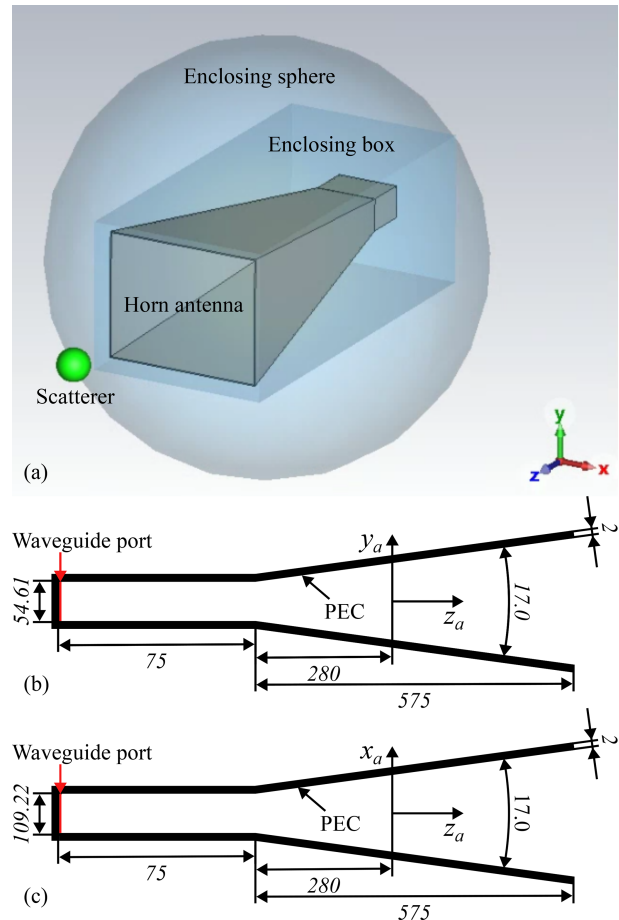 Enclosing sphere
Enclosing box
Horn antenna
Scatterer
y
x
z
(a)
Waveguide port
54.61
PEC
y_a
z_a
17.0
2
75
280
575
(b)
Waveguide port
109.22
PEC
x_a
z_a
17.0
2
75
280
575
(c)